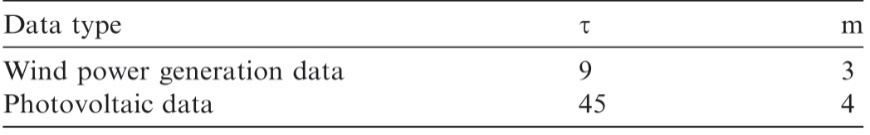 Data type τ m
Wind power generation data 9 3
Photovoltaic data 45 4